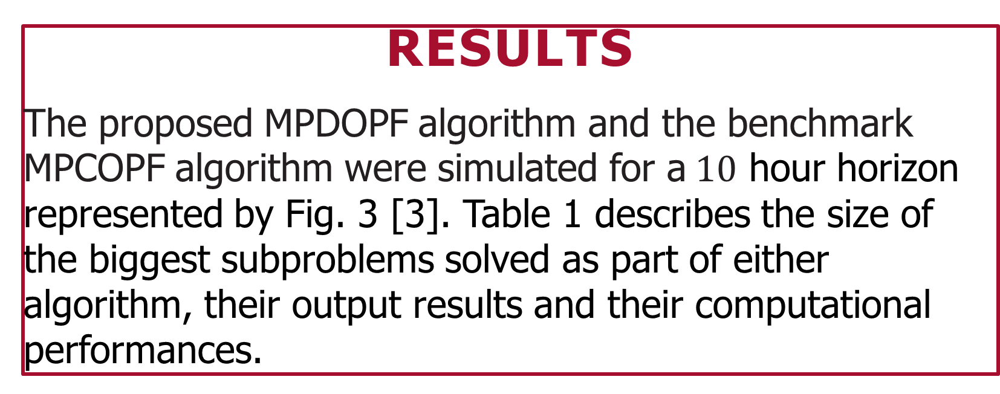 RESULTS
The proposed MPDOPF algorithm and the benchmark
MPCOPF algorithm were simulated for a 10 hour horizon
represented by Fig. 3 [3]. Table 1 describes the size of
the biggest subproblems solved as part of either
algorithm, their output results and their computational
performances.